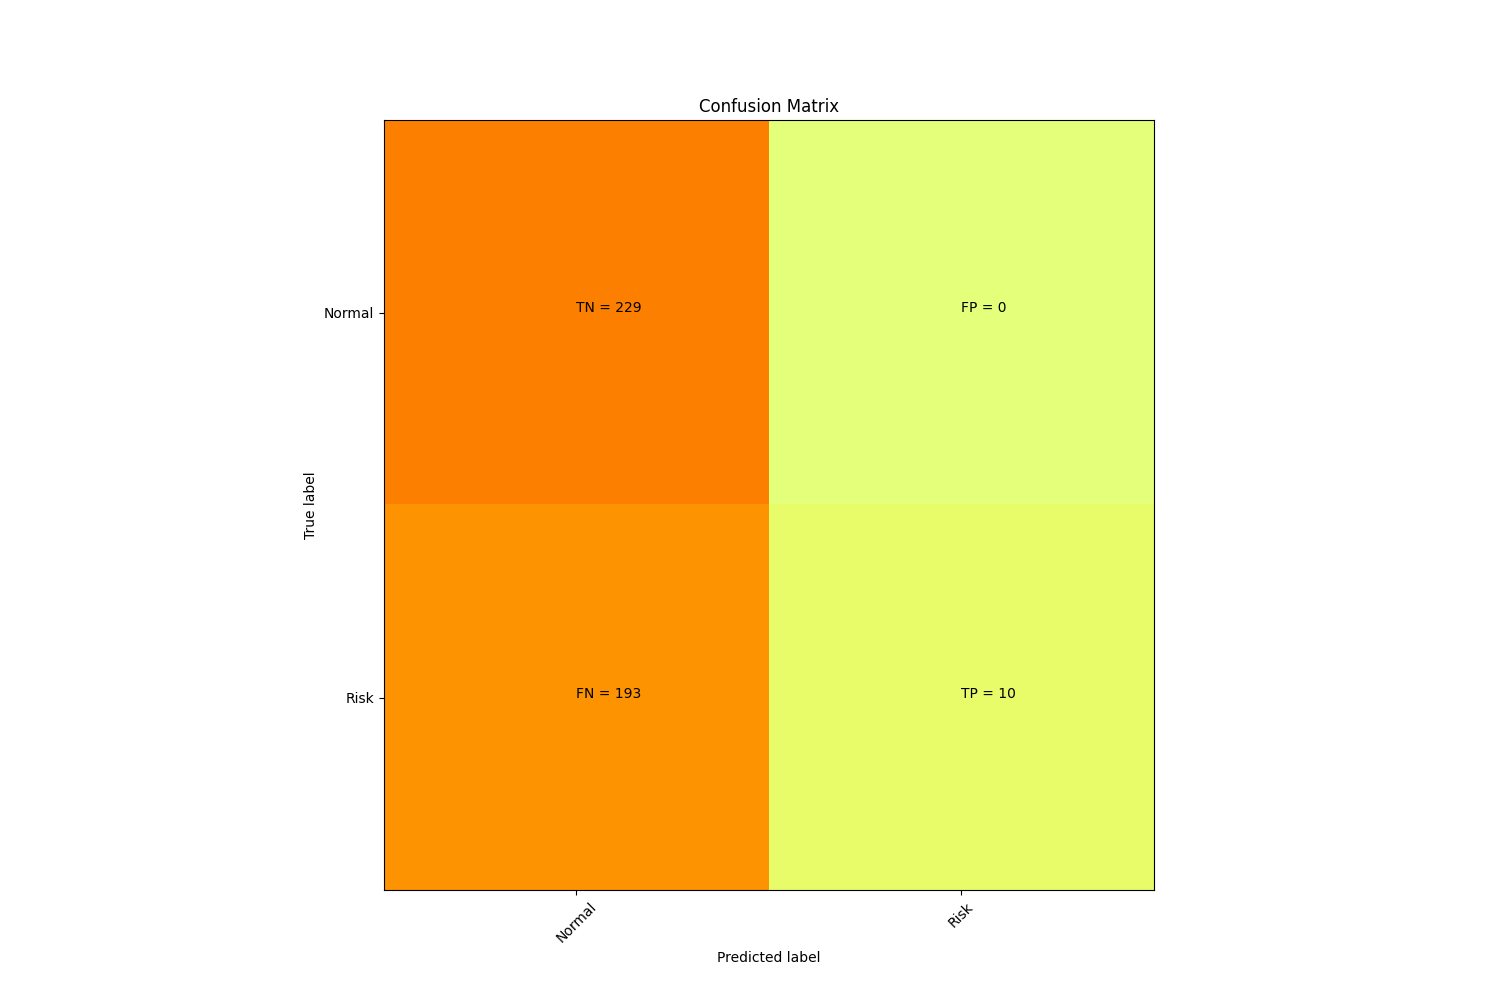 Confusion Matrix
Normal
TN = 229
FP = 0
True label
Risk
FN = 193
TP = 10
Normal
Risk
Predicted label